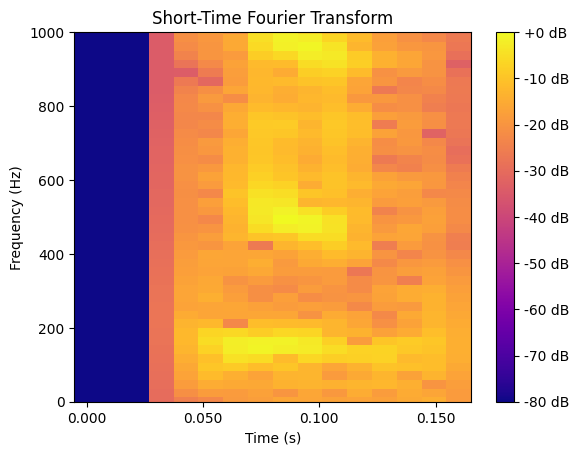 Short-Time Fourier Transform
1000
800
600
400
200
0
Frequency (Hz)
0.000
0.050
0.100
0.150
Time (s)
+0 dB
-10 dB
-20 dB
-30 dB
-40 dB
-50 dB
-60 dB
-70 dB
-80 dB